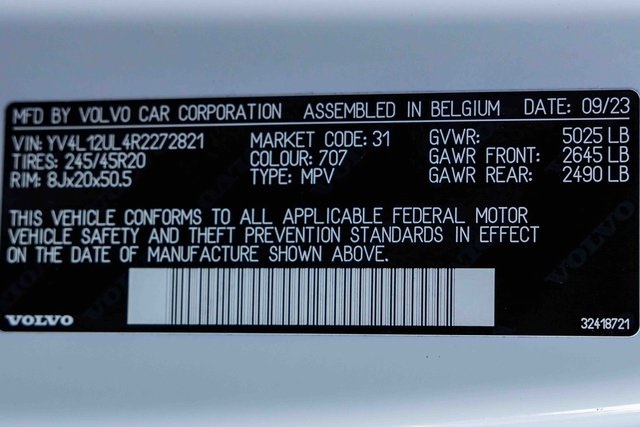 MFD BY VOLVO CAR CORPORATION ASSEMBLED IN BELGIUM DATE: 09/23
VIN: YV4L12UL4R2272821 MARKET CODE: 31 GVWR: 5025 LB
TIRES: 245/45R20 COLOUR: 707 GAWR FRONT: 2645 LB
RIM: 8Jx20x50.5 TYPE: MPV GAWR REAR: 2490 LB
THIS VEHICLE CONFORMS TO ALL APPLICABLE FEDERAL MOTOR
VEHICLE SAFETY AND THEFT PREVENTION STANDARDS IN EFFECT
ON THE DATE OF MANUFACTURE SHOWN ABOVE.
VOLVO 32418721